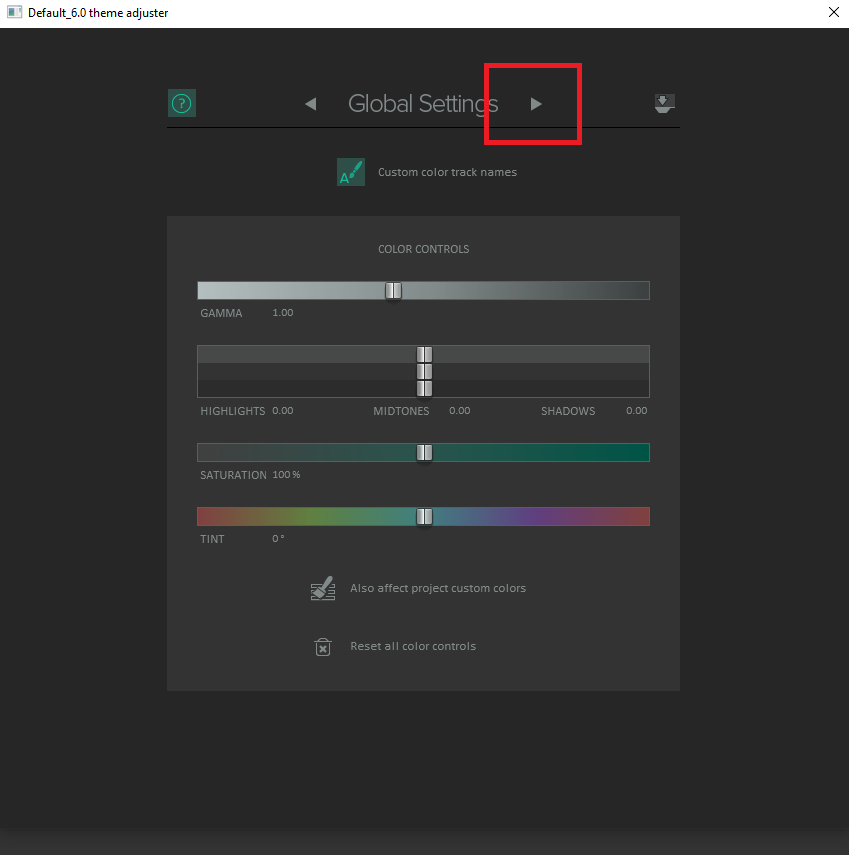 Default_6.0 theme adjuster
?
Global Settings
A
Custom color track names
COLOR CONTROLS
GAMMA 1.00
HIGHLIGHTS 0.00 MIDTONES 0.00 SHADOWS 0.00
SATURATION 100 %
TINT 0 °
Also affect project custom colors
Reset all color controls